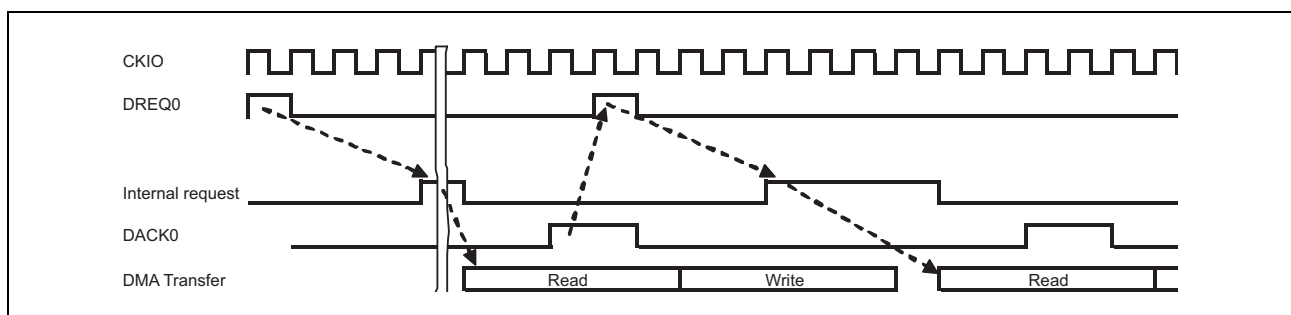 CKIO
DREQ0
Internal request
DACK0
DMA Transfer Read Write Read